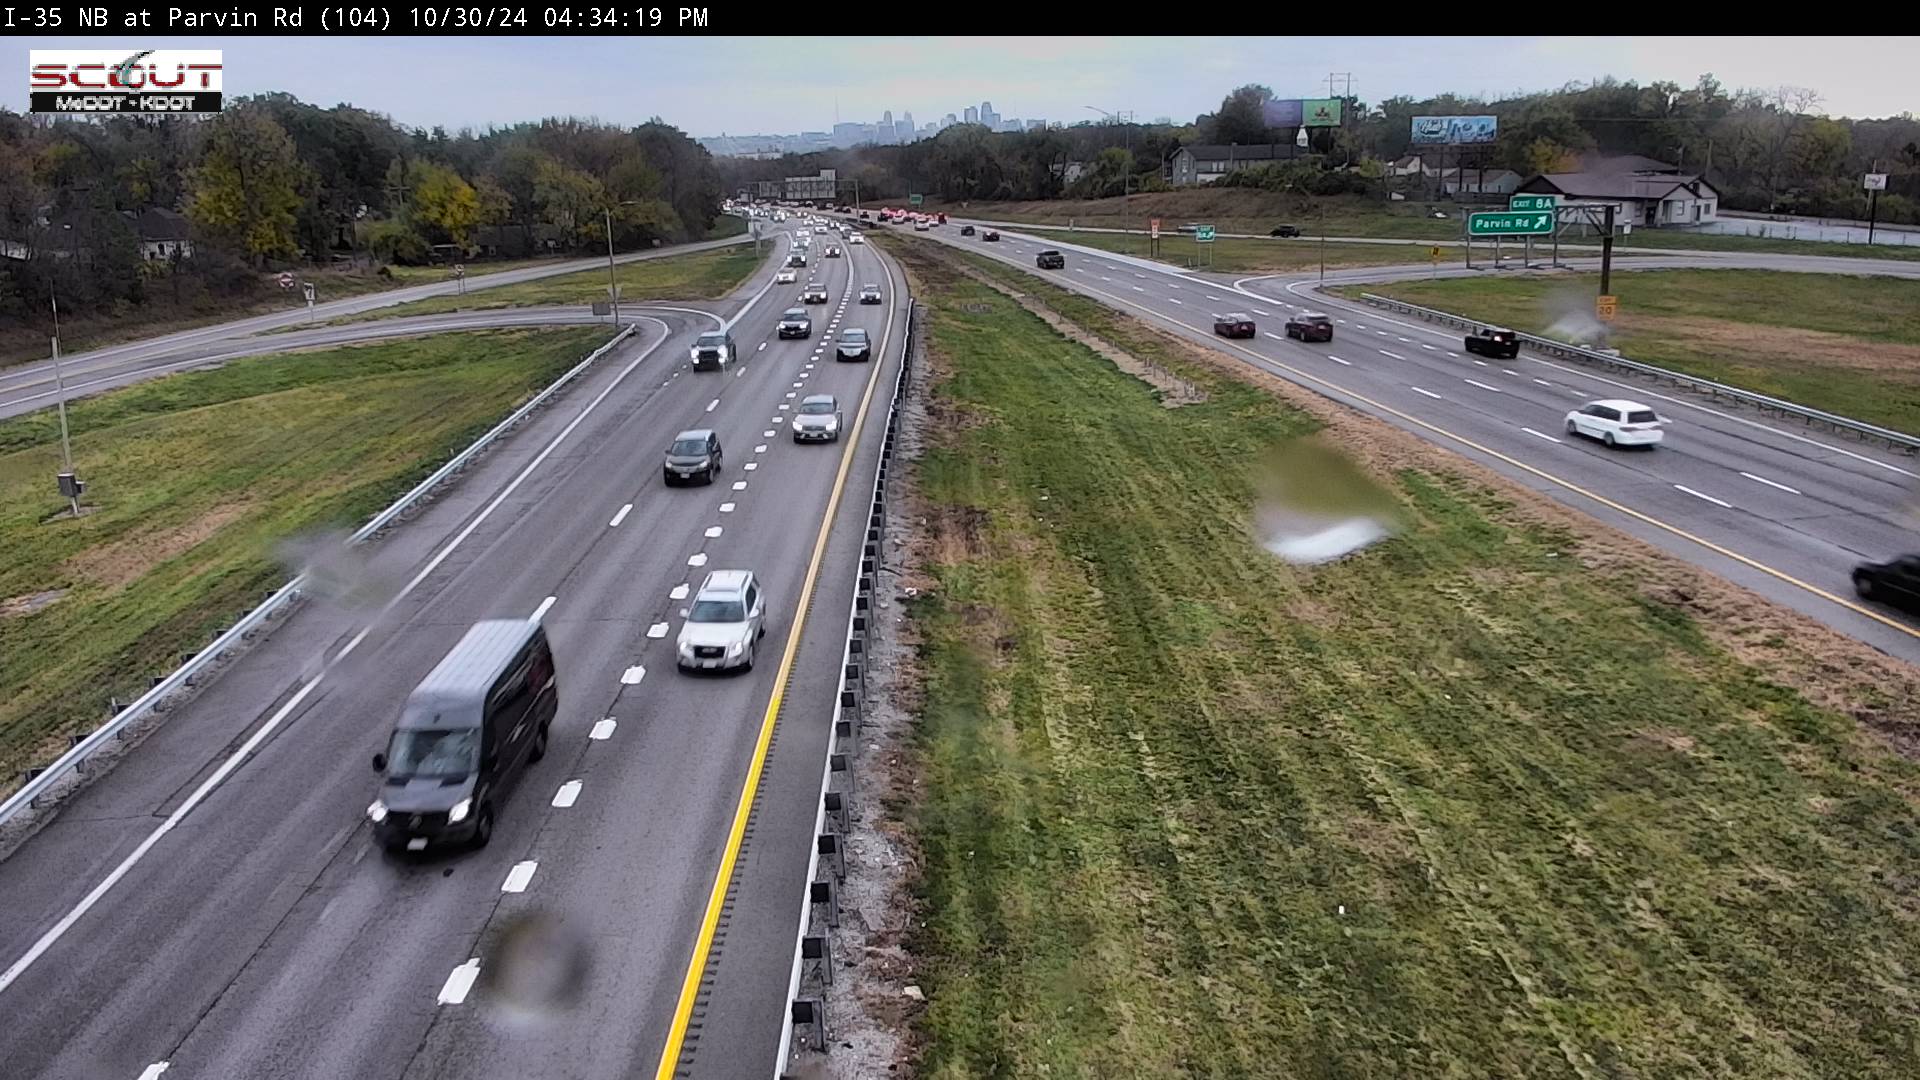 I-35 NB at Parvin Rd (104) 10/30/24 04:34:19 PM
SCOUT
MoDOT - KDOT
EXIT 8A
Parvin Rd